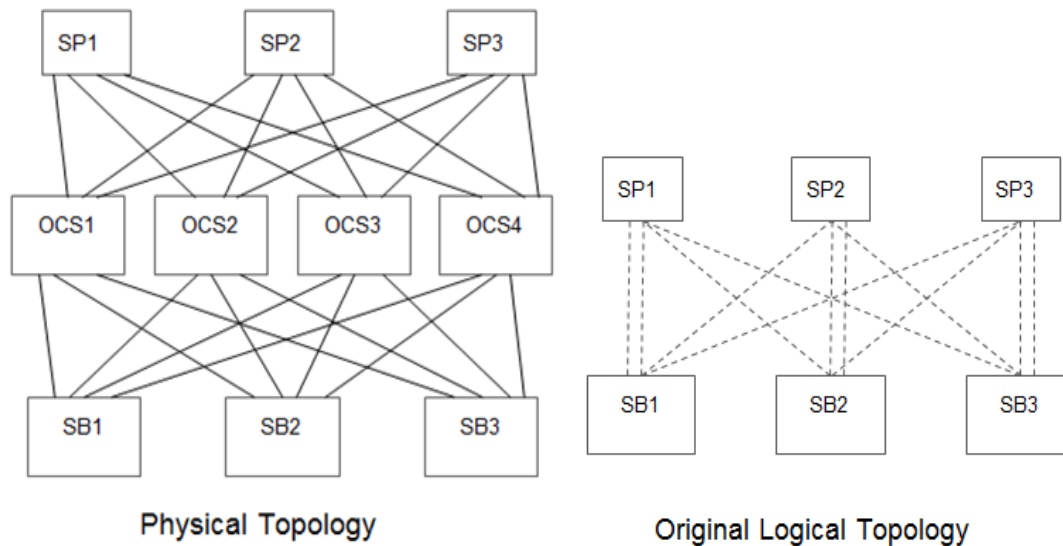 SP1 SP2 SP3
OCS1 OCS2 OCS3 OCS4
SB1 SB2 SB3
Physical Topology
SP1 SP2 SP3
SB1 SB2 SB3
Original Logical Topology